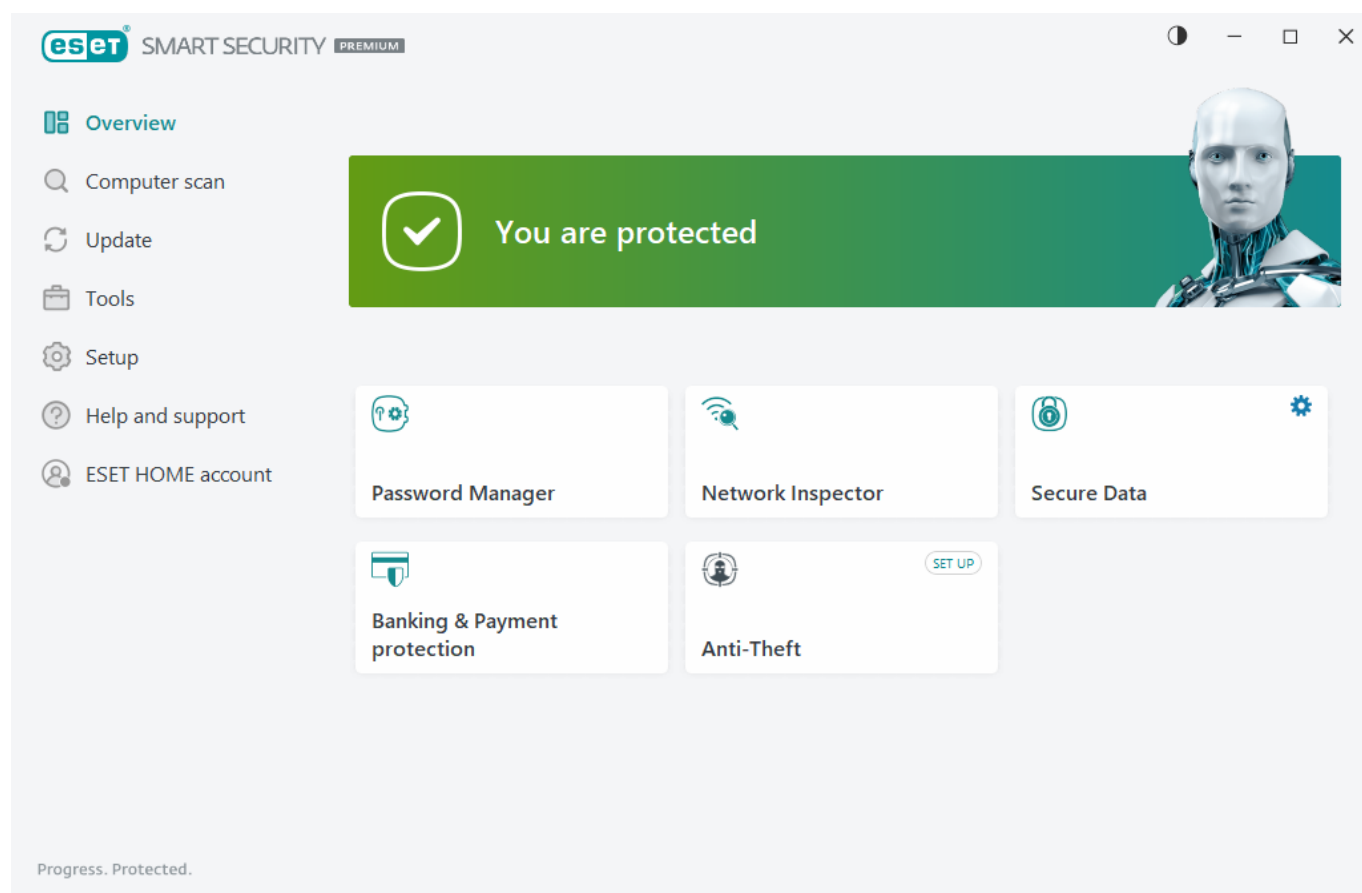 eset® SMART SECURITY PREMIUM
Overview
Computer scan
Update
Tools
Setup
Help and support
ESET HOME account
You are protected
Password Manager
Network Inspector
Secure Data
Banking & Payment
protection
SET UP
Anti-Theft
Progress. Protected.